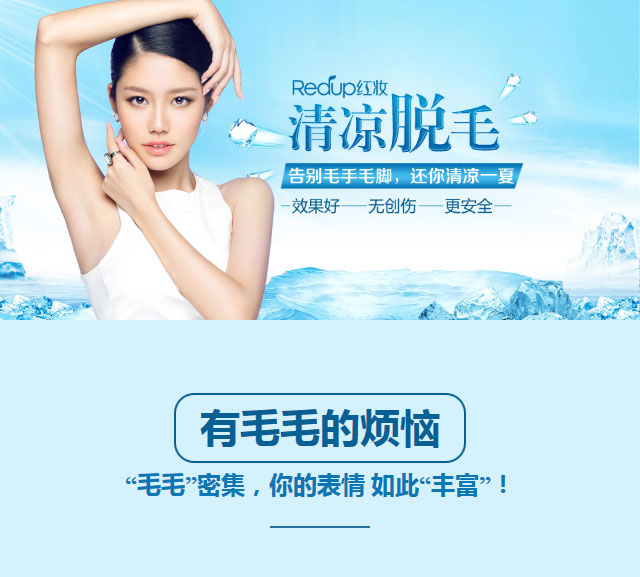 Redup红妆
清凉脱毛
告别毛手毛脚，还你清凉一夏
效果好——无创伤——更安全
有毛毛的烦恼
“毛毛”密集，你的表情 如此“丰富”！